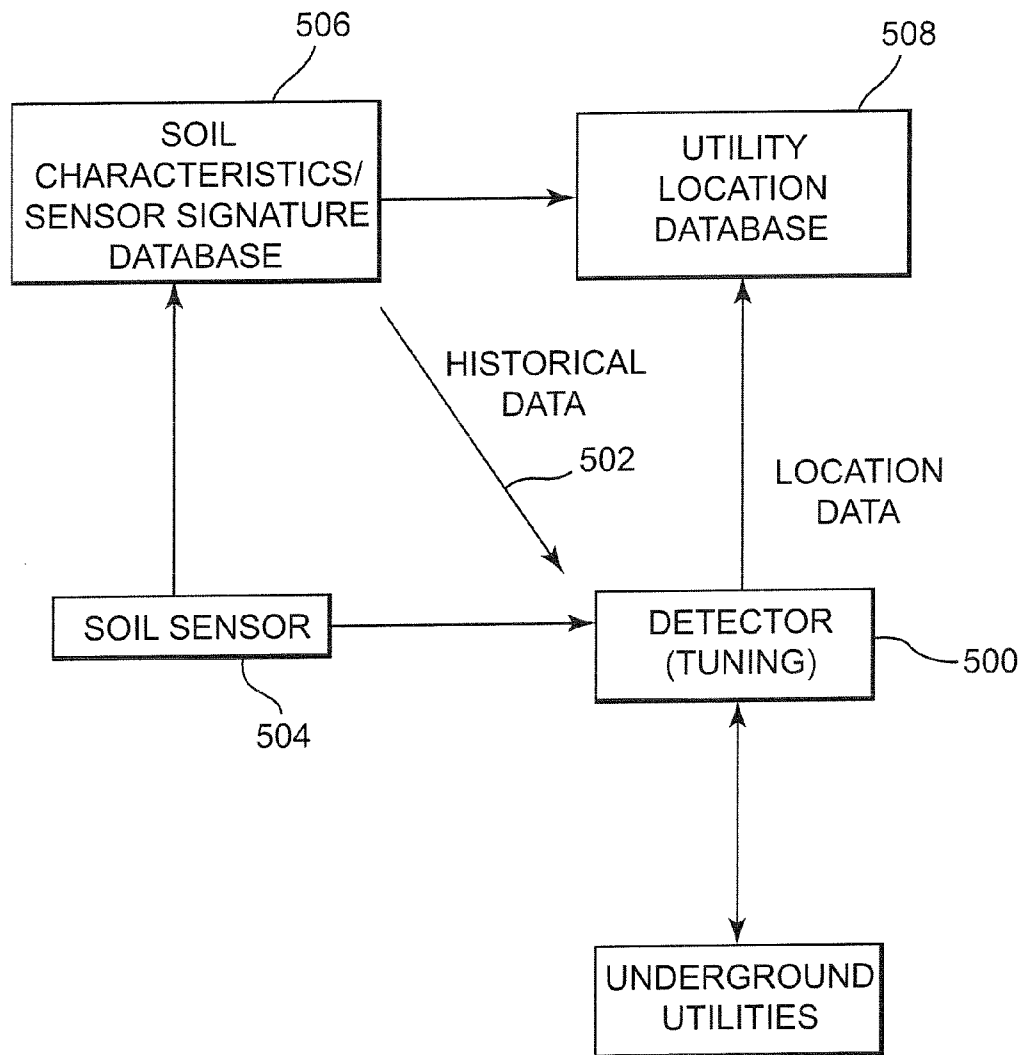 506
508
SOIL
CHARACTERISTICS/
SENSOR SIGNATURE
DATABASE
UTILITY
LOCATION
DATABASE
HISTORICAL
DATA
502
LOCATION
DATA
SOIL SENSOR
504
DETECTOR
(TUNING)
500
UNDERGROUND
UTILITIES